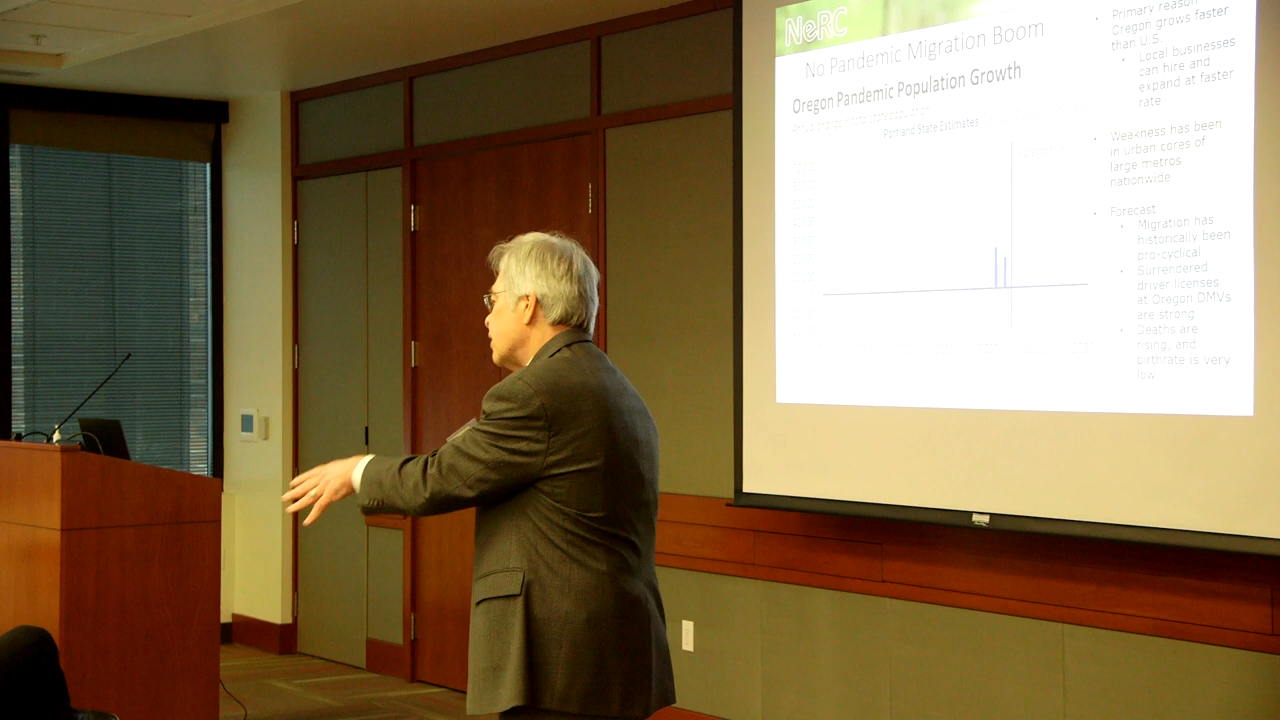 NeRC
No Pandemic Migration Boom
Oregon Pandemic Population Growth
Portland State Estimates
Primary reason
Oregon grows faster
than U.S.
Local businesses
can hire and
expand at faster
rate
Weakness has been
in urban cores of
large metros
nationwide
Forecast
Migration has
historically been
pro-cyclical
Surrendered
driver licenses
at Oregon DMVs
are strong
Deaths are
rising, and
birthrate is very
low